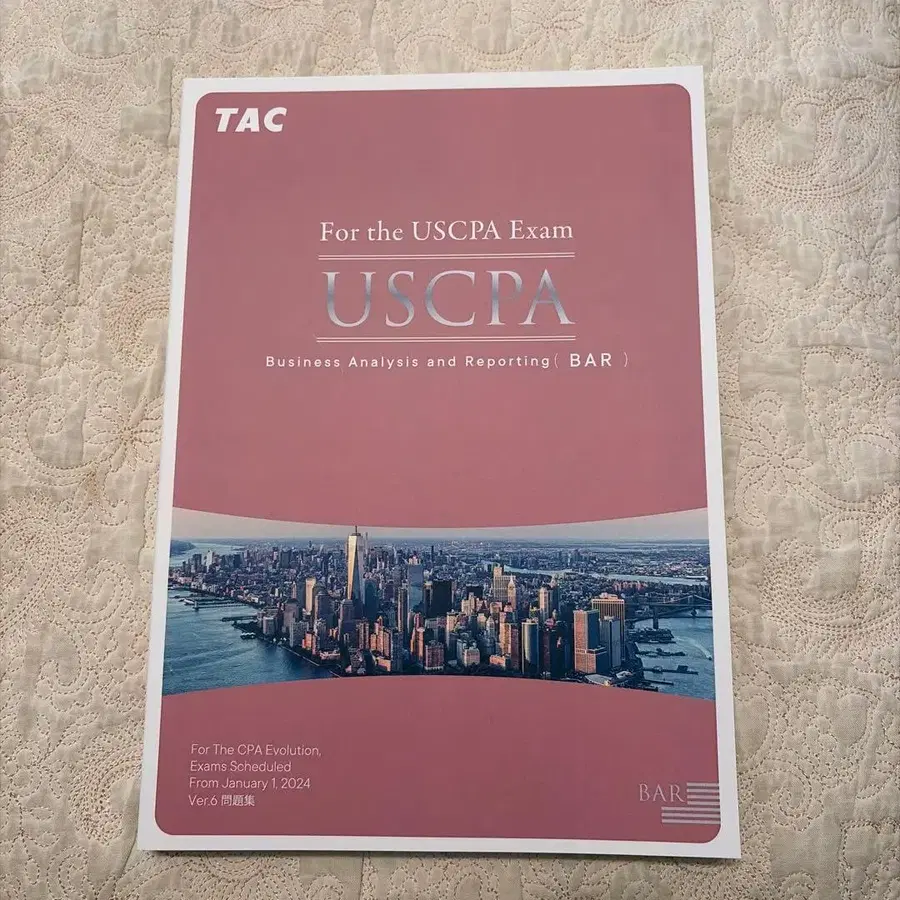 TAC
For the USCPA Exam
USCPA
Business Analysis and Reporting( BAR )
For The CPA Evolution,
Exams Scheduled
From January 1, 2024
Ver.6 問題集
BAR